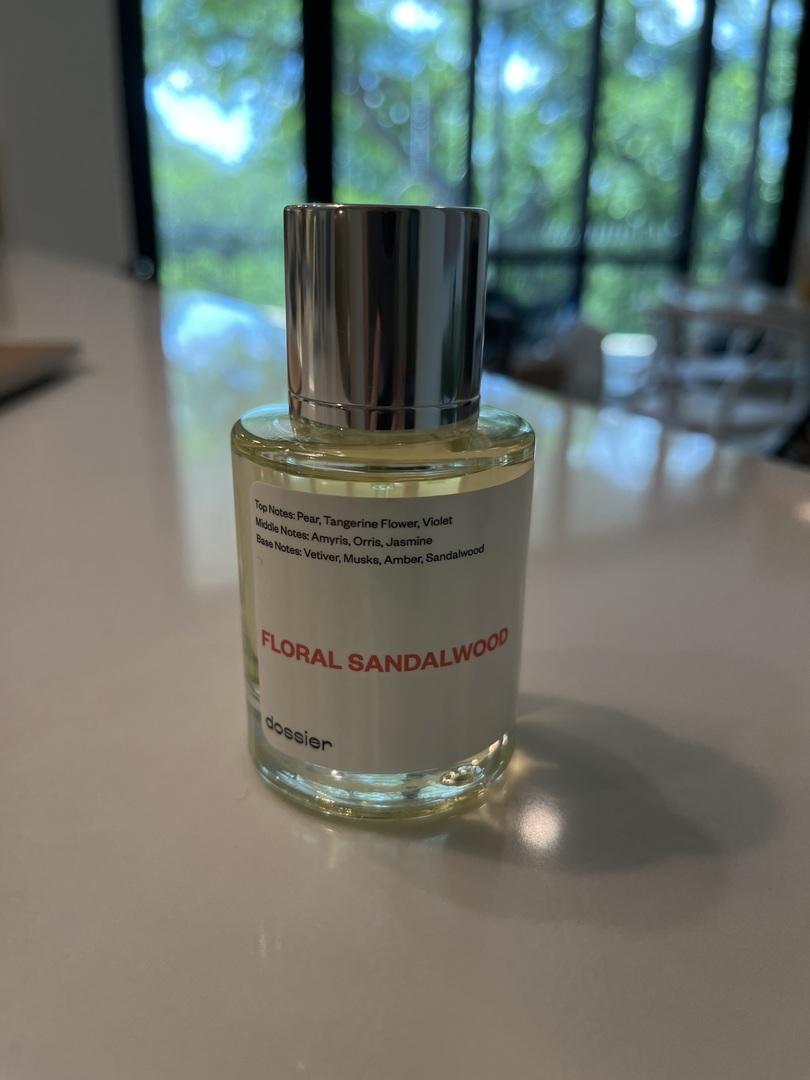 Top Notes: Pear, Tangerine Flower, Violet
Middle Notes: Amyris, Orris, Jasmine
Base Notes: Vetiver, Musks, Amber, Sandalwood
FLORAL SANDALWOOD
dossier